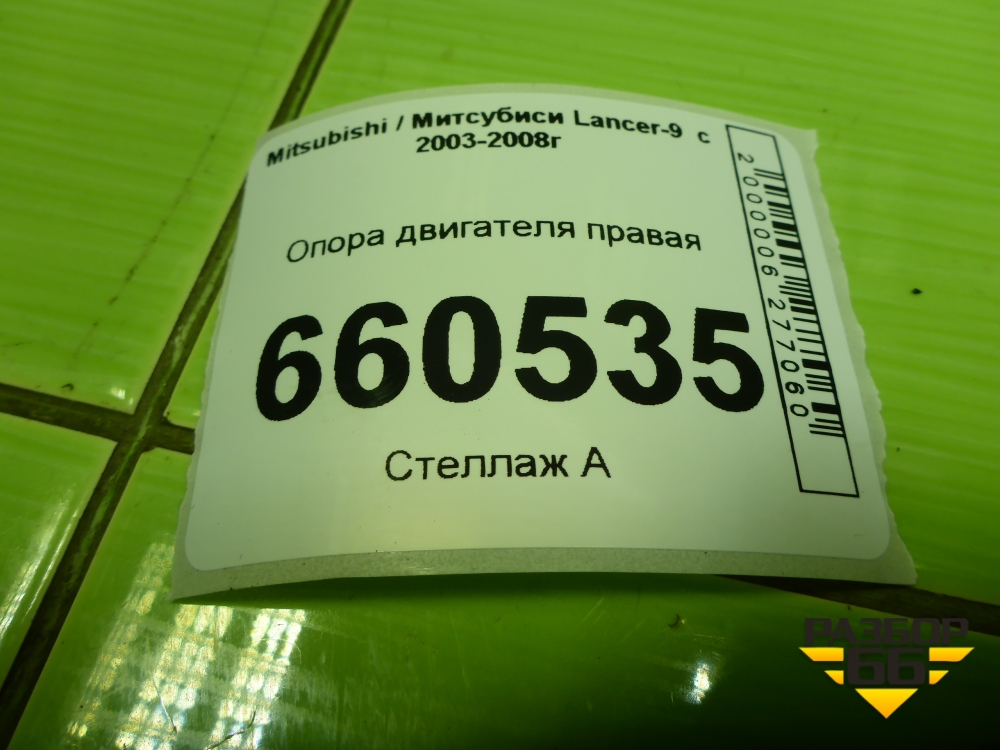 Mitsubishi / Митсубиси Lancer-9 с
2003-2008г
Опора двигателя правая
660535
Стеллаж А
2000006277060
РАЗБОР
66